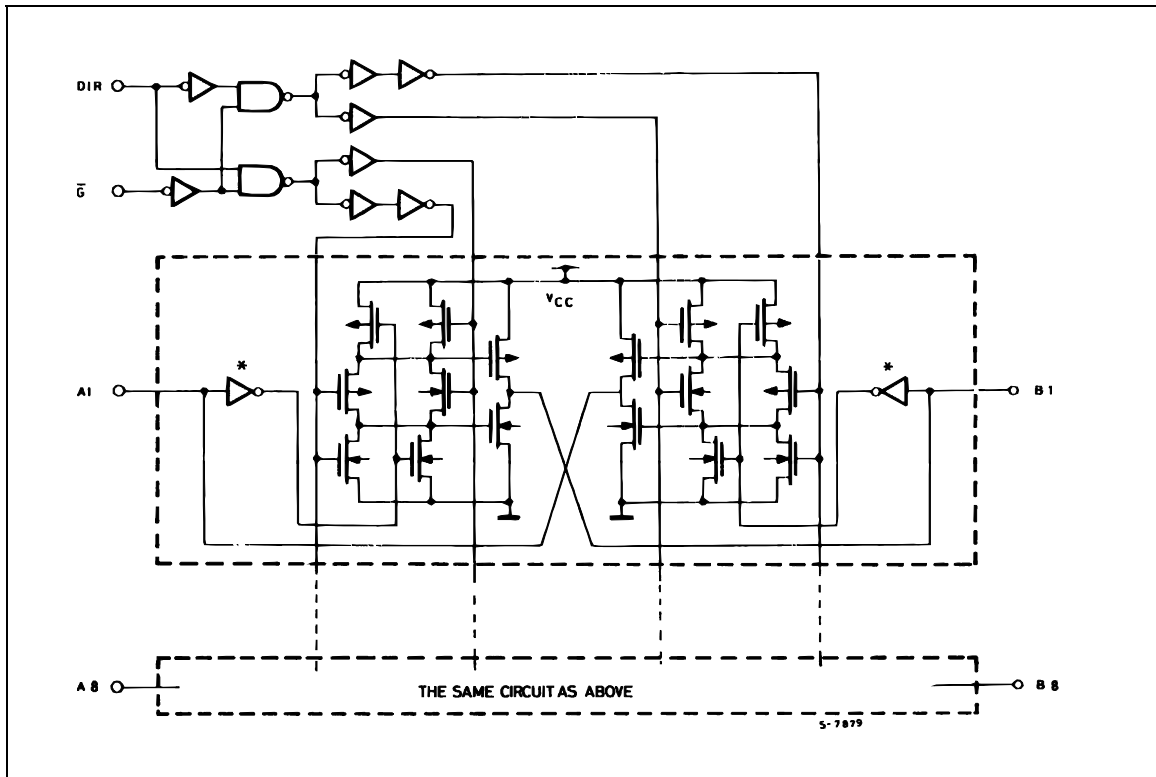 DIR
G̅
VCC
*
*
A1
B1
A8
THE SAME CIRCUIT AS ABOVE
B8
S-7879